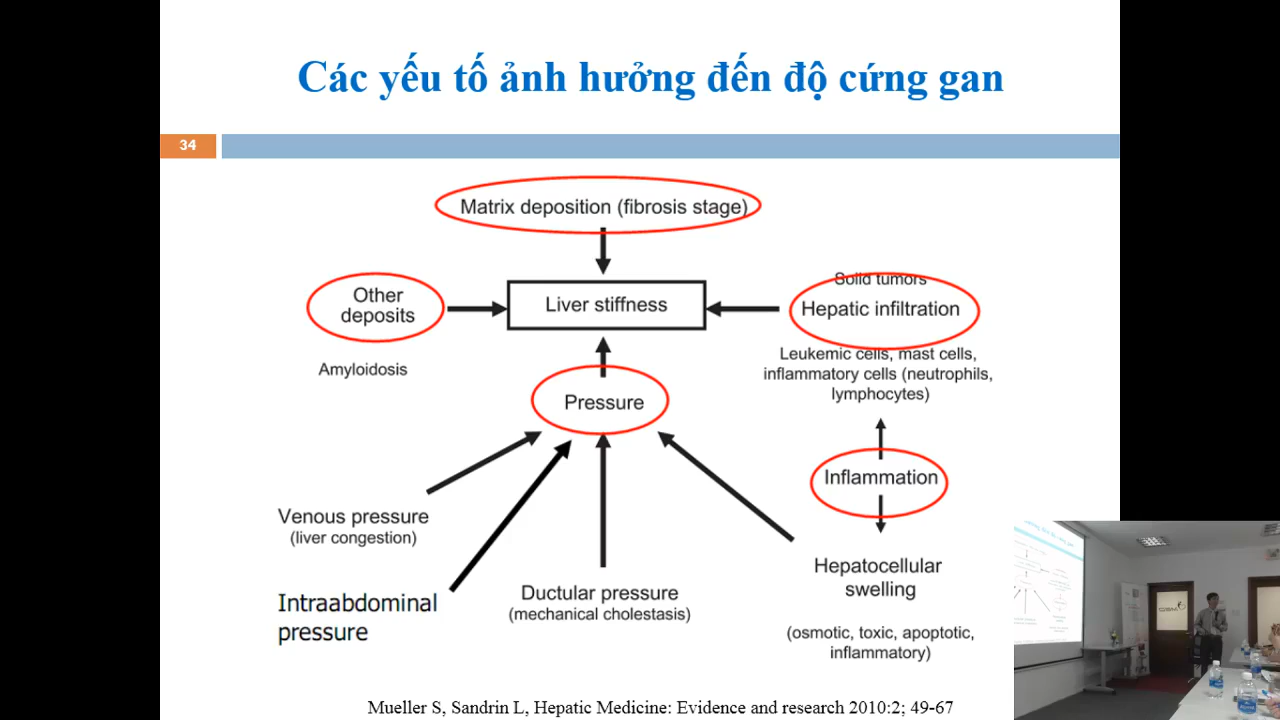 Các yếu tố ảnh hưởng đến độ cứng gan
34
Matrix deposition (fibrosis stage)
Other
deposits
Amyloidosis
Liver stiffness
Solid tumors
Hepatic infiltration
Leukemic cells, mast cells,
inflammatory cells (neutrophils,
lymphocytes)
Pressure
Inflammation
Venous pressure
(liver congestion)
Intraabdominal
pressure
Ductular pressure
(mechanical cholestasis)
Hepatocellular
swelling
(osmotic, toxic, apoptotic,
inflammatory)
Mueller S, Sandrin L, Hepatic Medicine: Evidence and research 2010:2; 49-67